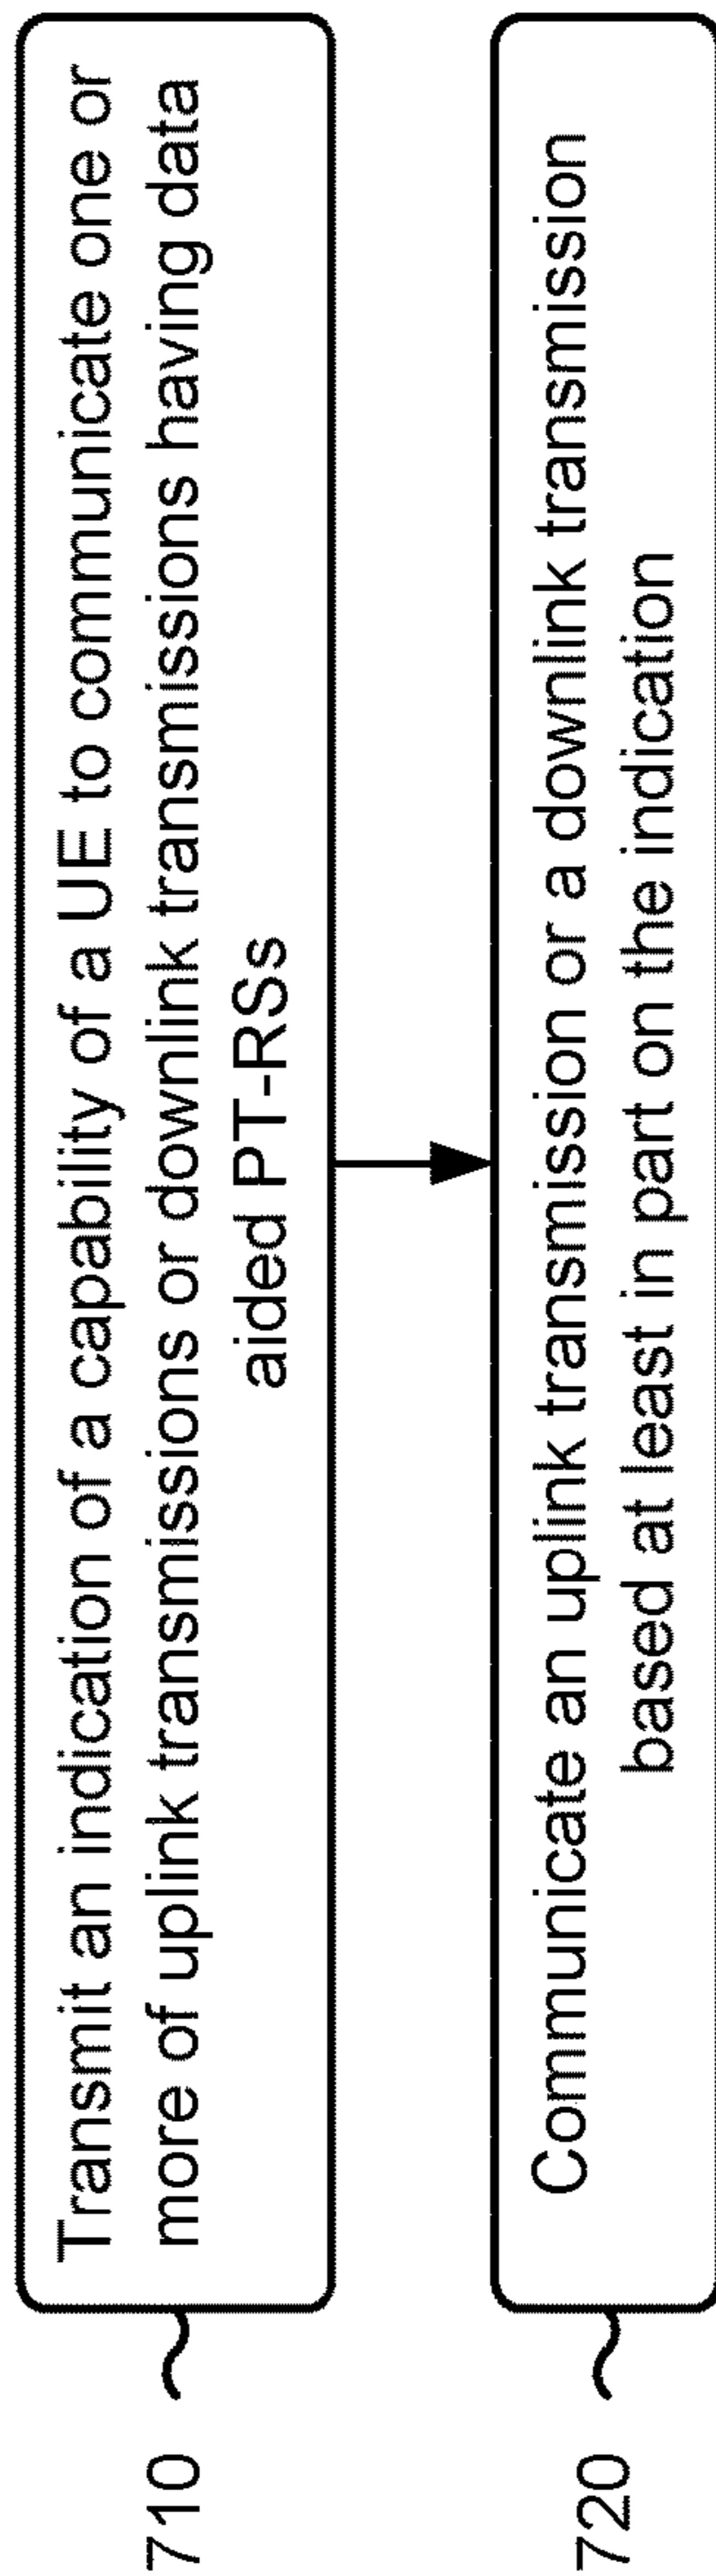 710
Transmit an indication of a capability of a UE to communicate one or
more of uplink transmissions or downlink transmissions having data
aided PT-RSs
720
Communicate an uplink transmission or a downlink transmission
based at least in part on the indication